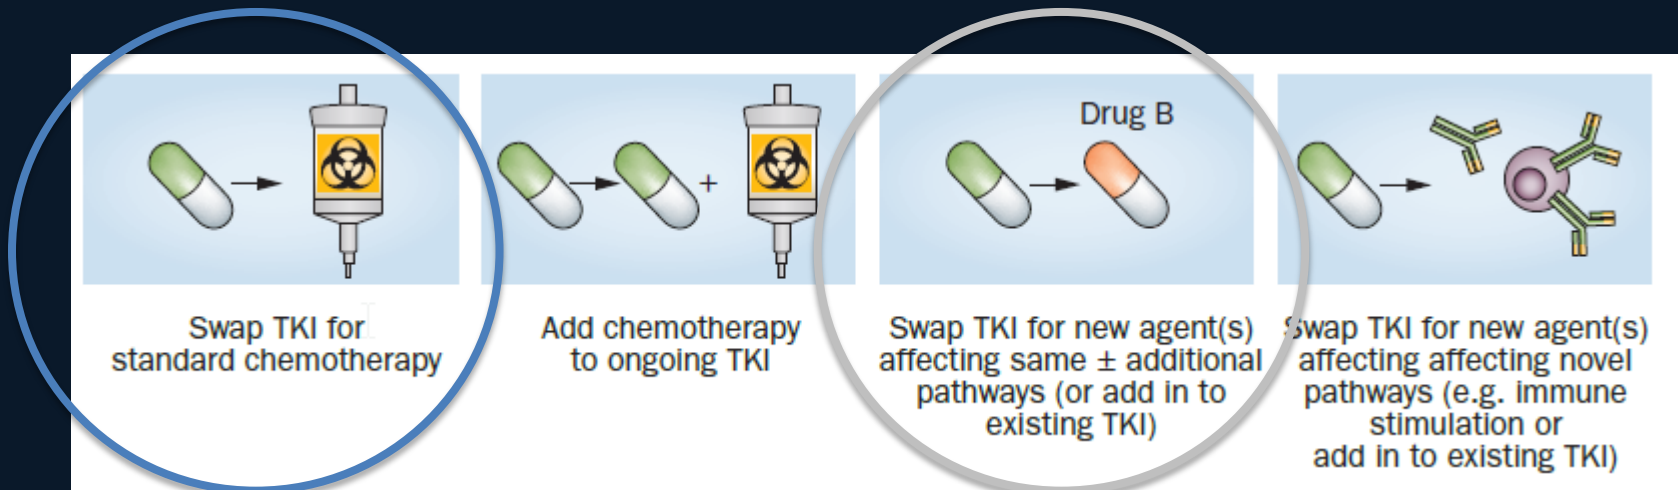 Drug B
Swap TKI for
standard chemotherapy
Add chemotherapy
to ongoing TKI
Swap TKI for new agent(s)
affecting same ± additional
pathways (or add in to
existing TKI)
Swap TKI for new agent(s)
affecting affecting novel
pathways (e.g. immune
stimulation or
add in to existing TKI)